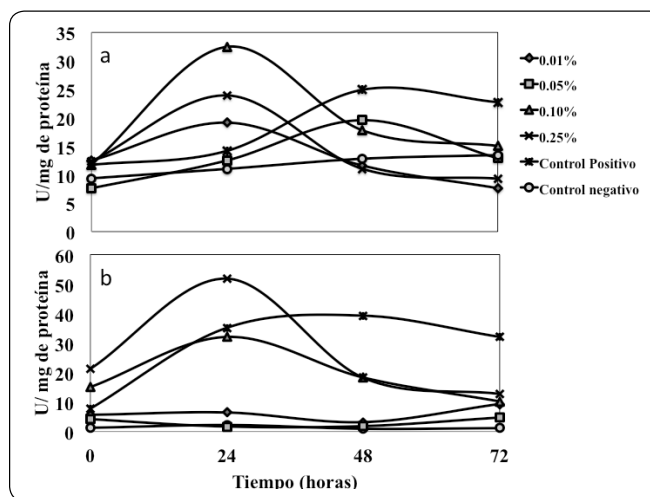 a
U/mg de proteína
35
30
25
20
15
10
5
0
0.01%
0.05%
0.10%
0.25%
Control Positivo
Control negativo
b
U/ mg de proteína
60
50
40
30
20
10
0
0 24 48 72
Tiempo (horas)